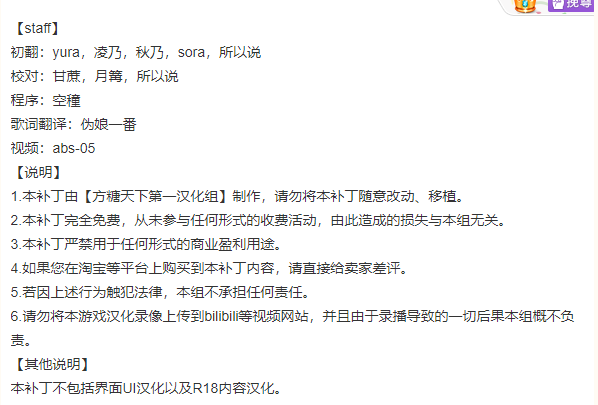 挽尊
【staff】
初翻：yura，凌乃，秋乃，sora，所以说
校对：甘蔗，月篝，所以说
程序：空穜
歌词翻译：伪娘一番
视频：abs-05
【说明】
1.本补丁由【方糖天下第一汉化组】制作，请勿将本补丁随意改动、移植。
2.本补丁完全免费，从未参与任何形式的收费活动，由此造成的损失与本组无关。
3.本补丁严禁用于任何形式的商业盈利用途。
4.如果您在淘宝等平台上购买到本补丁内容，请直接给卖家差评。
5.若因上述行为触犯法律，本组不承担任何责任。
6.请勿将本游戏汉化录像上传到bilibili等视频网站，并且由于录播导致的一切后果本组概不负
责。
【其他说明】
本补丁不包括界面UI汉化以及R18内容汉化。